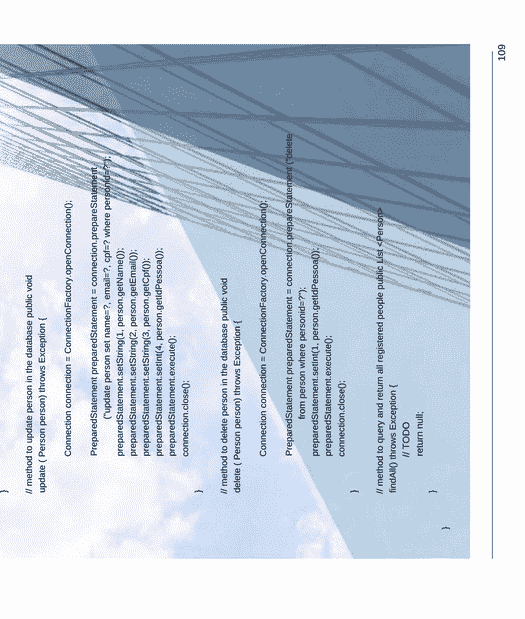 }
// method to update person in the database public void
update ( Person person) throws Exception {
Connection connection = ConnectionFactory.openConnection();
PreparedStatement preparedStatement = connection.prepareStatement
("update person set name=?, email=?, cpf=? where personid=?");
preparedStatement.setString(1, person.getName());
preparedStatement.setString(2, person.getEmail());
preparedStatement.setString(3, person.getCpf());
preparedStatement.setInt(4, person.getIdPessoa());
preparedStatement.execute();
connection.close();
}
// method to delete person in the database public void
delete ( Person person) throws Exception {
Connection connection = ConnectionFactory.openConnection();
PreparedStatement preparedStatement = connection.prepareStatement ("delete
from person where personid=?");
preparedStatement.setInt(1, person.getIdPessoa());
preparedStatement.execute();
connection.close();
}
// method to query and return all registered people public List <Person>
findAll() throws Exception {
// TODO
return null;
}
}
109